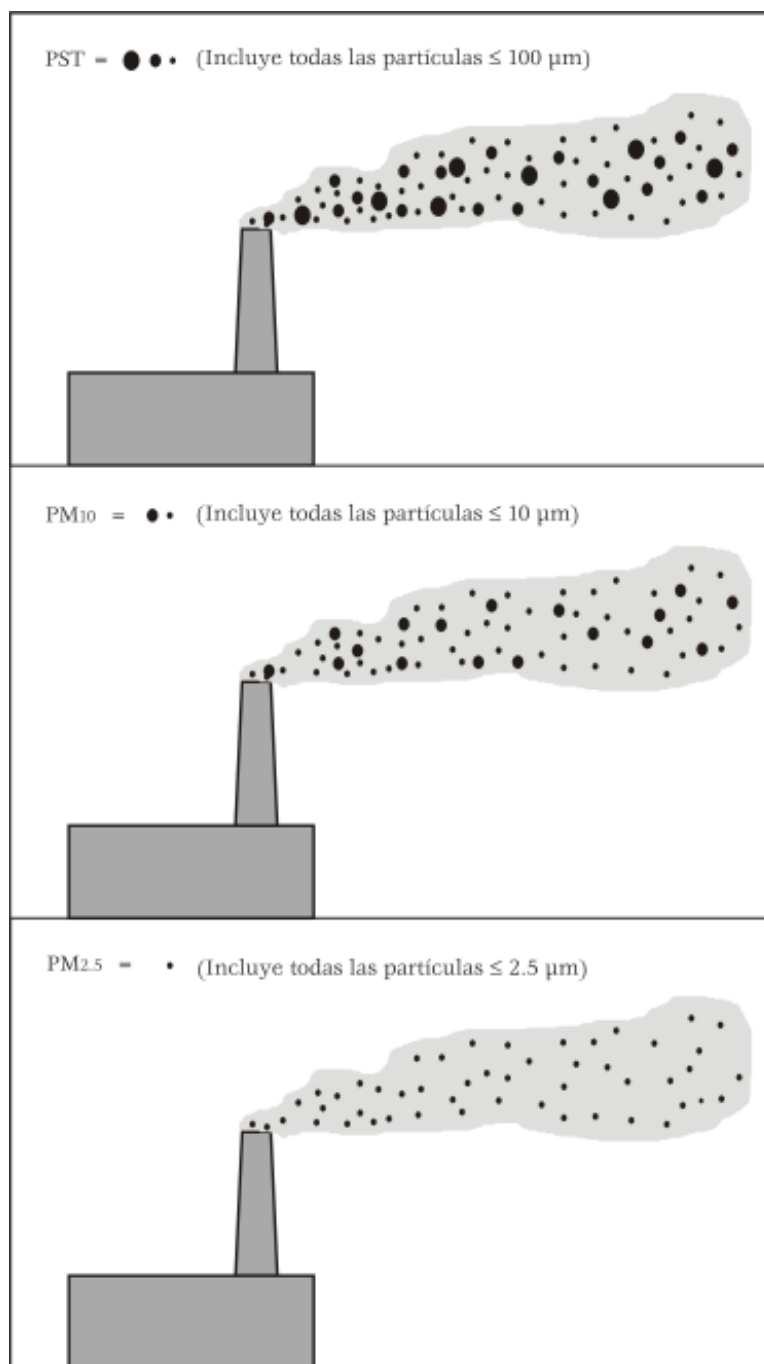 PST = (Incluye todas las partículas ≤ 100 µm)
PM10 = (Incluye todas las partículas ≤ 10 µm)
PM2.5 = (Incluye todas las partículas ≤ 2.5 µm)